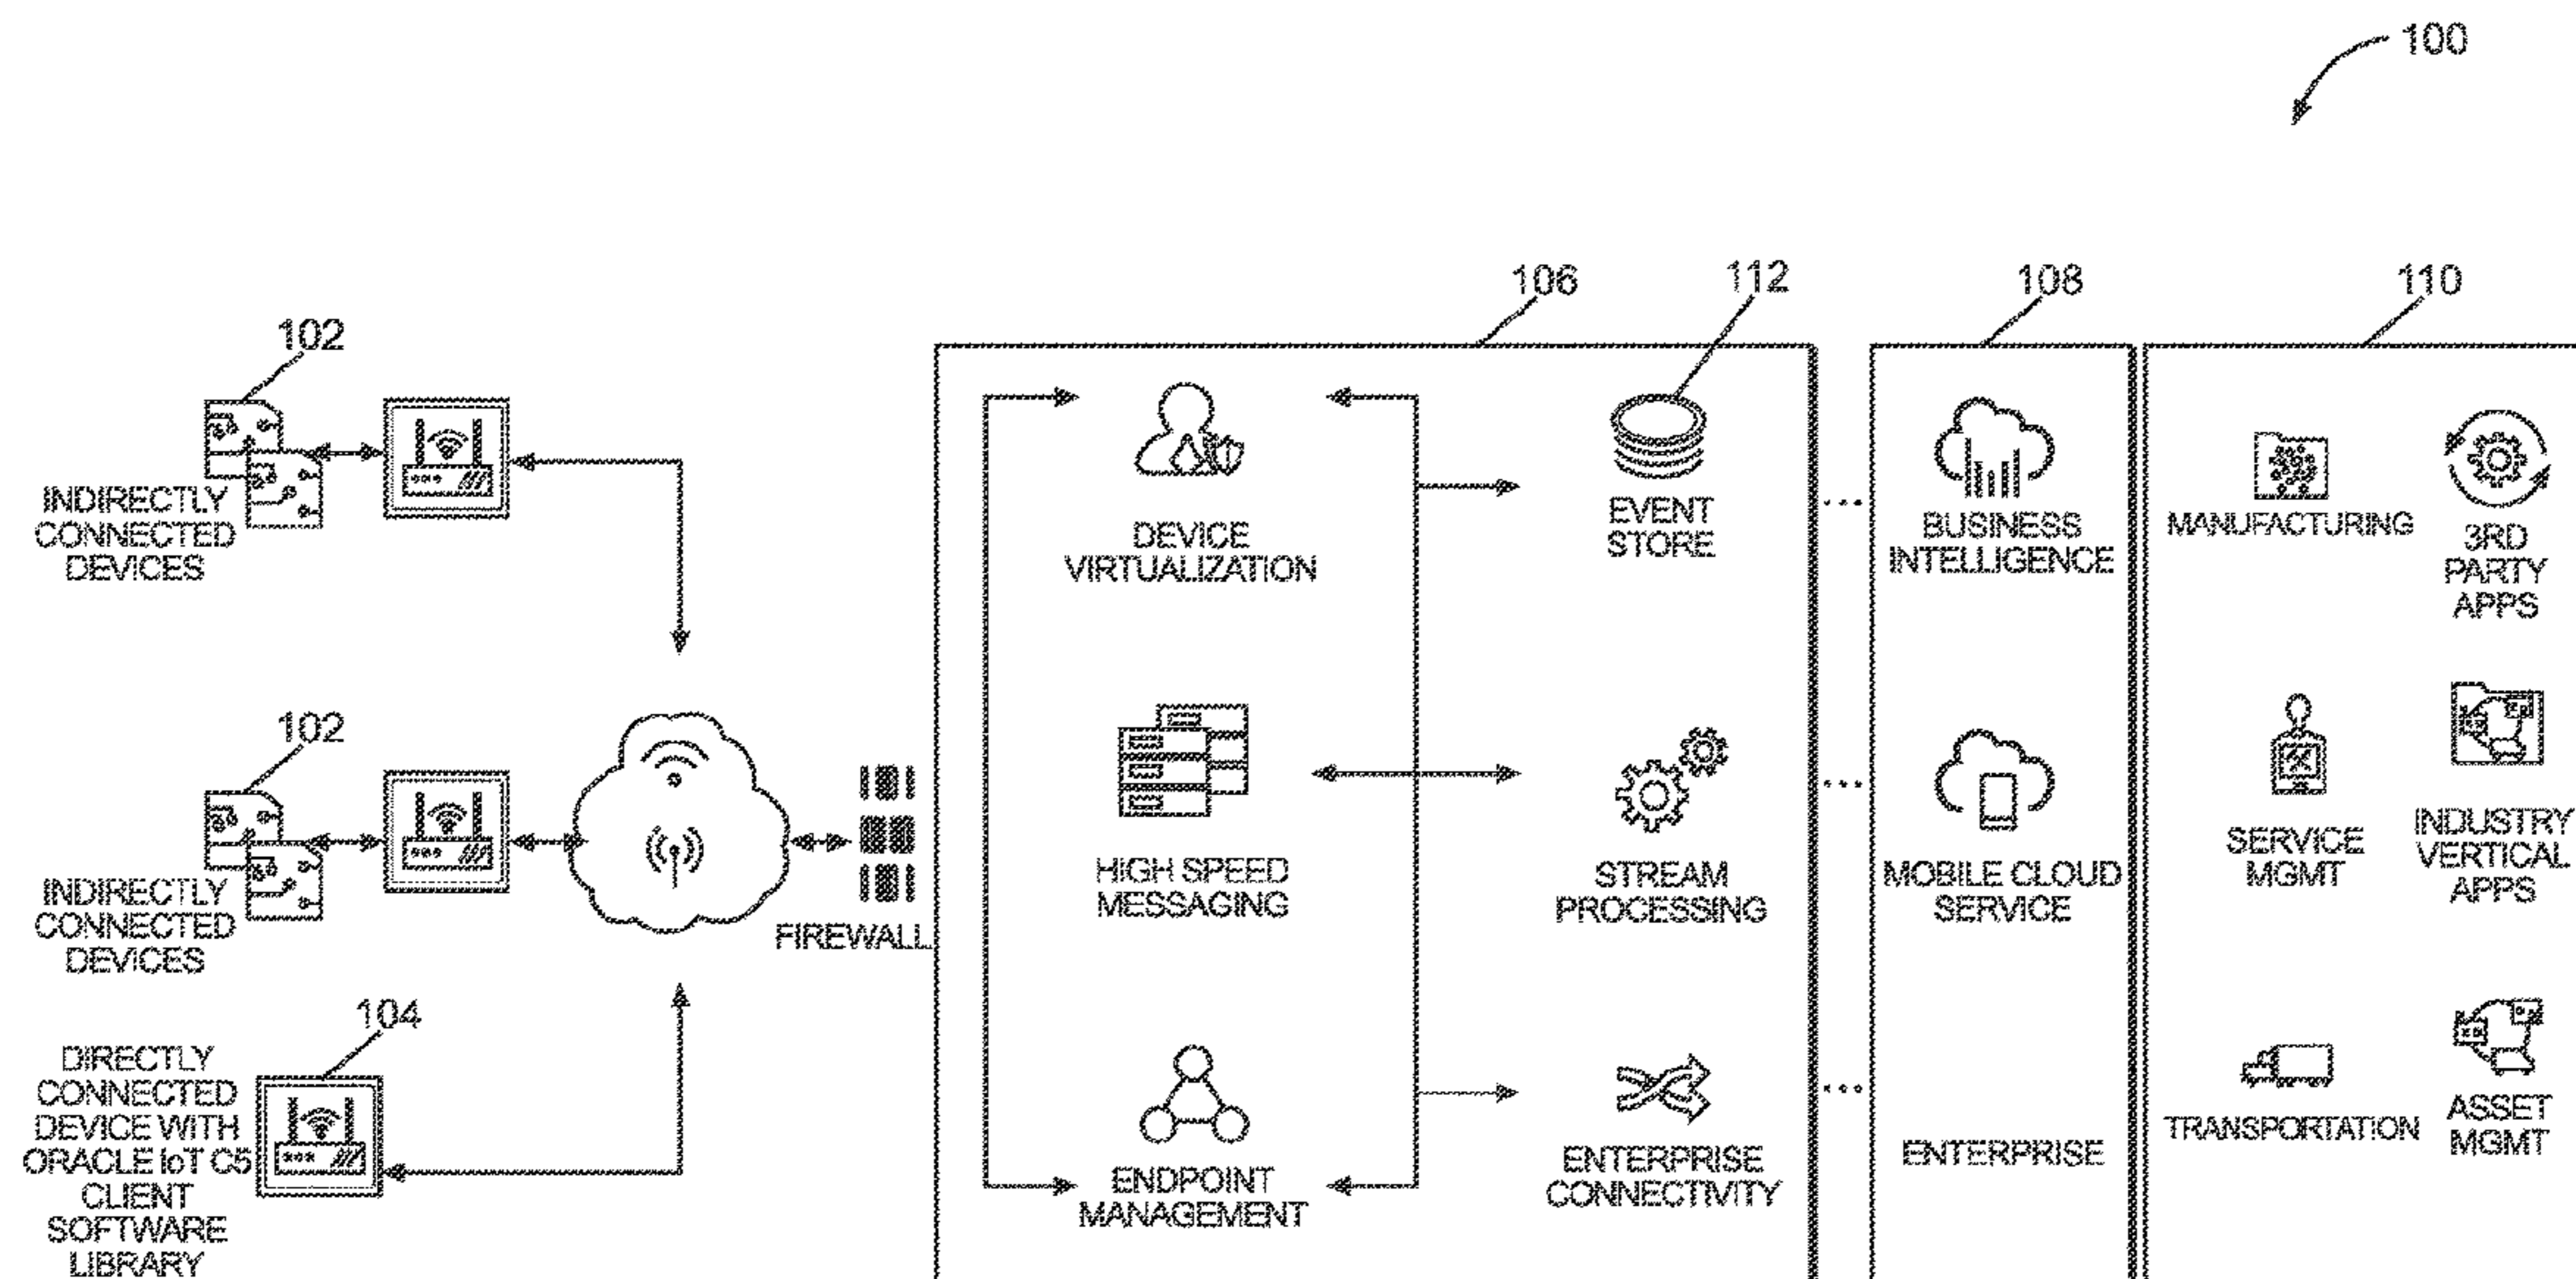 100
106
112
108
110
102
INDIRECTLY
CONNECTED
DEVICES
102
INDIRECTLY
CONNECTED
DEVICES
104
DIRECTLY
CONNECTED
DEVICE WITH
ORACLE IoT C5
CLIENT
SOFTWARE
LIBRARY
FIREWALL
DEVICE
VIRTUALIZATION
HIGH SPEED
MESSAGING
ENDPOINT
MANAGEMENT
EVENT
STORE
STREAM
PROCESSING
ENTERPRISE
CONNECTIVITY
...
...
...
BUSINESS
INTELLIGENCE
MOBILE CLOUD
SERVICE
ENTERPRISE
MANUFACTURING
3RD
PARTY
APPS
SERVICE
MGMT
INDUSTRY
VERTICAL
APPS
TRANSPORTATION
ASSET
MGMT